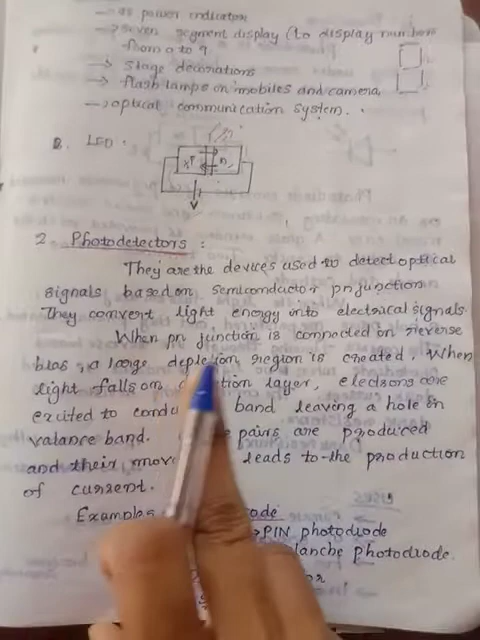 → as power indicator
→ seven segment display (to display numbers
from 0 to 9
→ stage decorations
→ flash lamps on mobiles and camera
→ optical communication system.
LED
P n
V
2. Photodetectors :
They are the devices used to detect optical
signals based on semiconductor pn junction
They convert light energy into electrical signals.
When pn junction is connected on reverse
bias, a large depletion region is created. When
light falls on layer, electrons are
excited to band leaving a hole in
valance band. pairs are produced
and their leads to the production
of current.
Examples
→ PIN photodiode
photodiode.